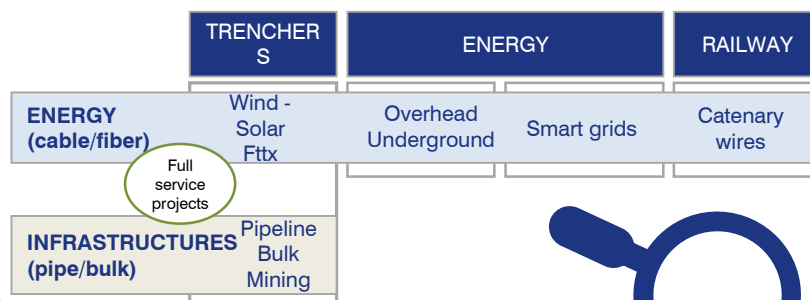 TRENCHER
S
ENERGY
RAILWAY
ENERGY
(cable/fiber)
Wind -
Solar
Fttx
Overhead
Underground
Smart grids
Catenary
wires
Full
service
projects
INFRASTRUCTURES
(pipe/bulk)
Pipeline
Bulk
Mining